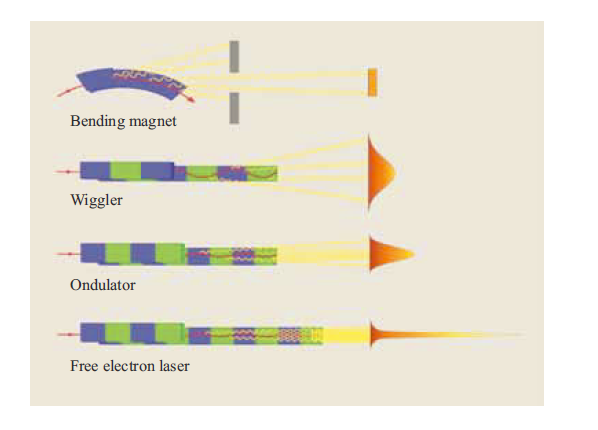 Bending magnet
Wiggler
Ondulator
Free electron laser